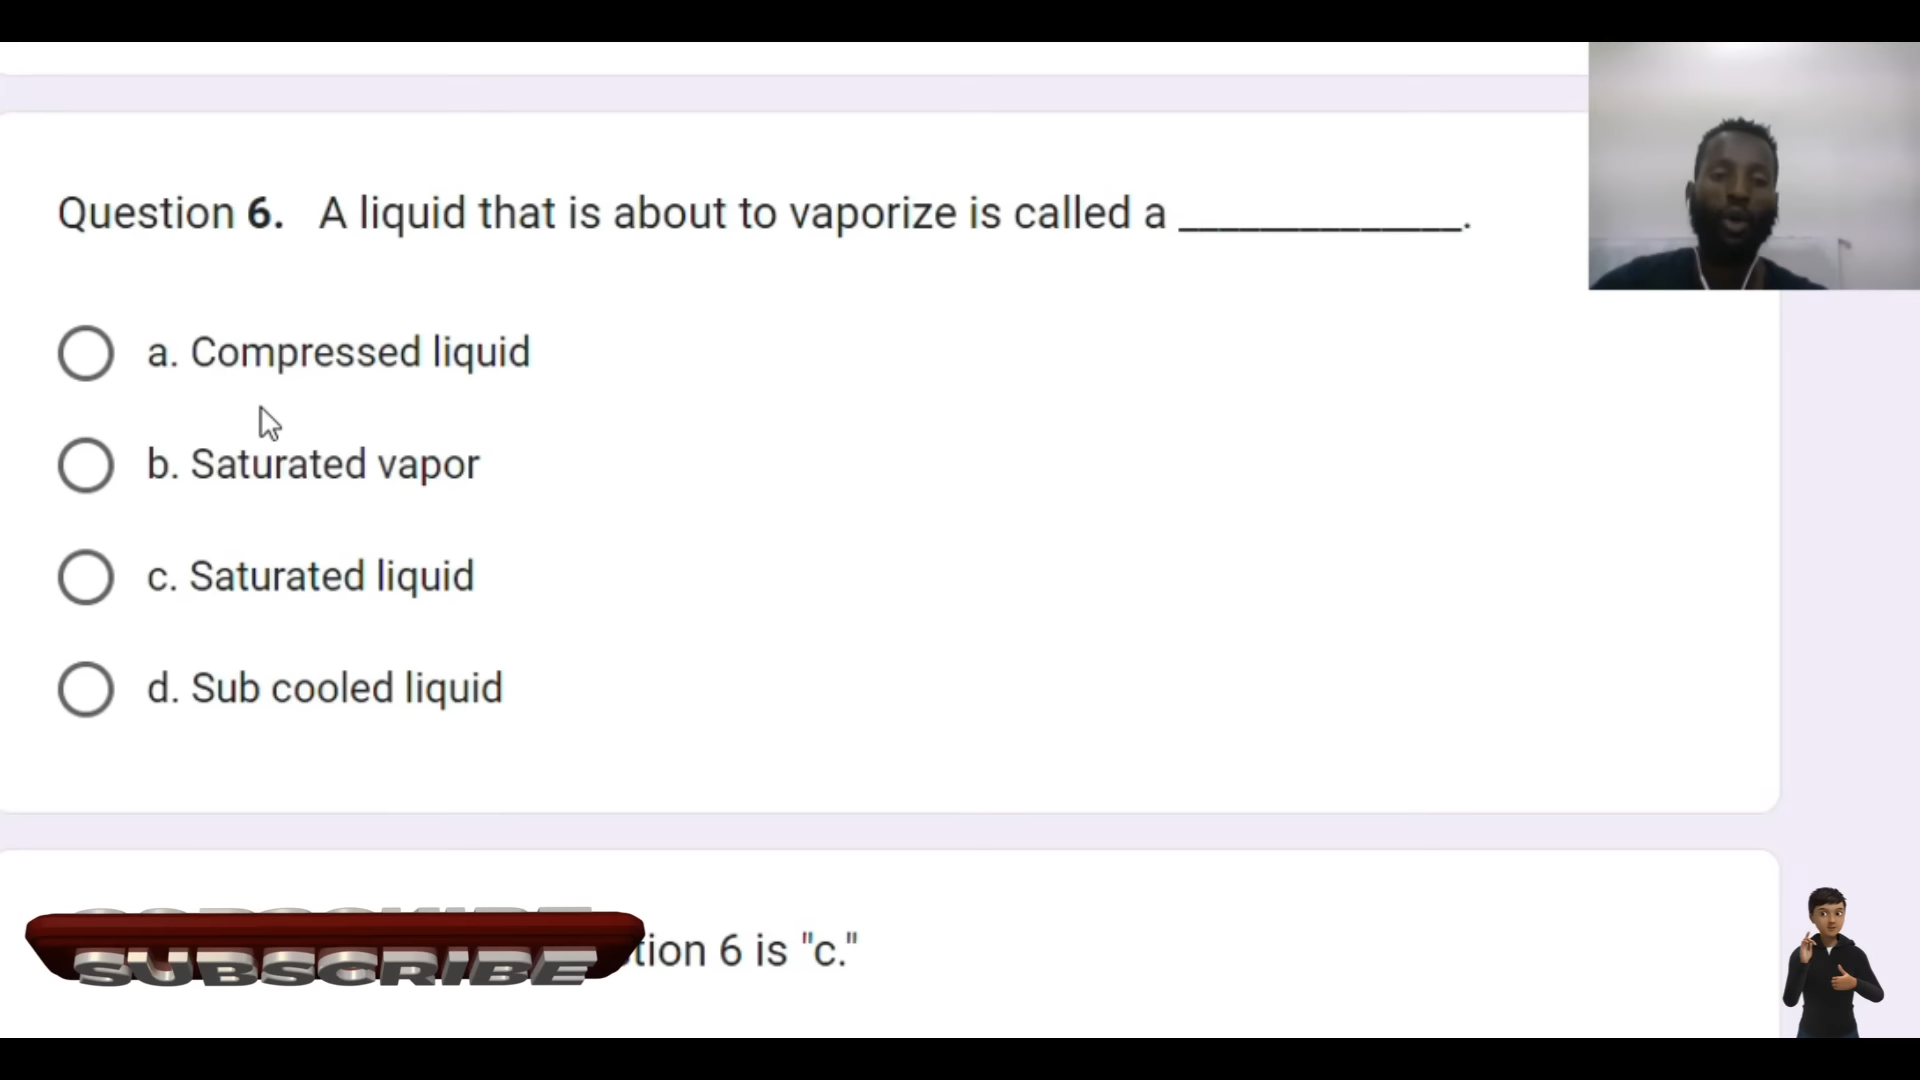 Question 6. A liquid that is about to vaporize is called a ______________.
a. Compressed liquid
b. Saturated vapor
c. Saturated liquid
d. Sub cooled liquid
SUBSCRIBE
tion 6 is "c."